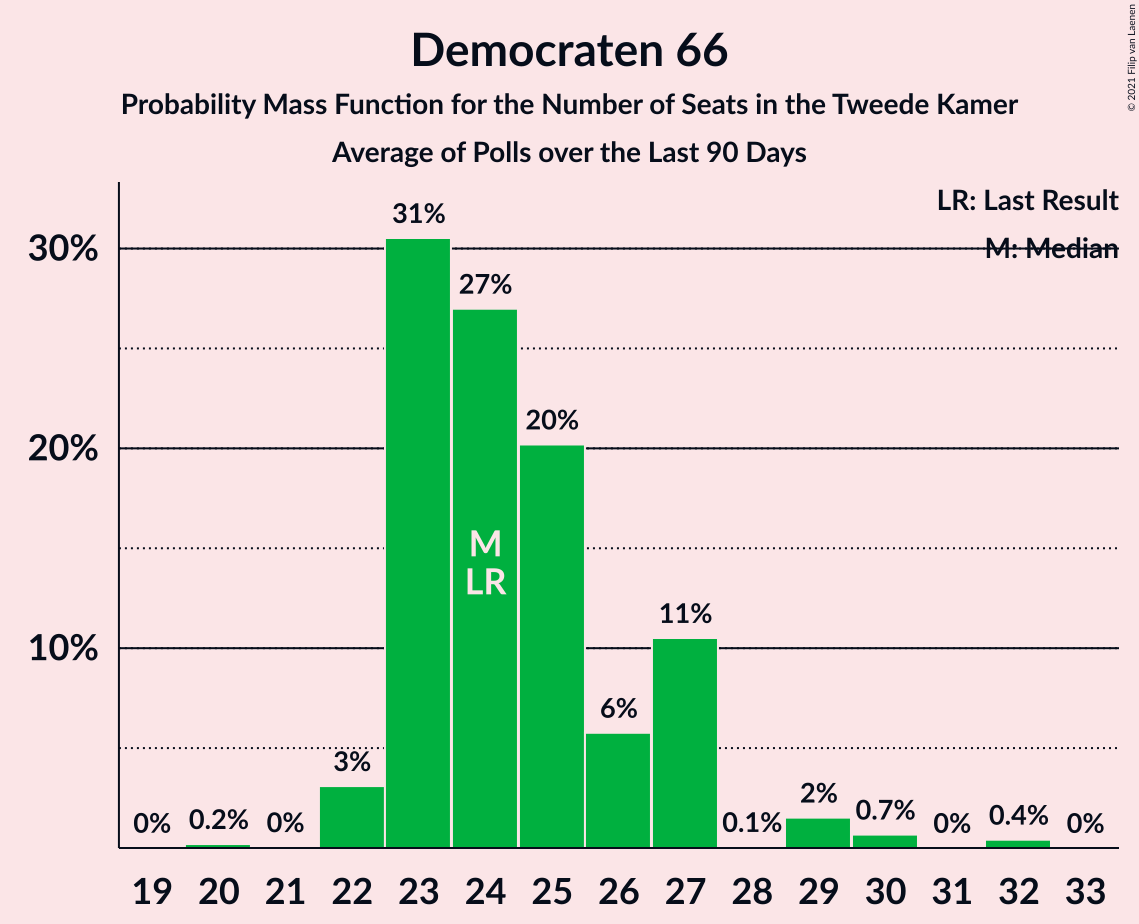 © 2021 Filip van Laenen
Democraten 66
Probability Mass Function for the Number of Seats in the Tweede Kamer
Average of Polls over the Last 90 Days
LR: Last Result
M: Median
30%
20%
10%
0%
0.2%
0%
3%
31%
27%
20%
6%
11%
0.1%
2%
0.7%
0%
0.4%
0%
M
LR
19 20 21 22 23 24 25 26 27 28 29 30 31 32 33